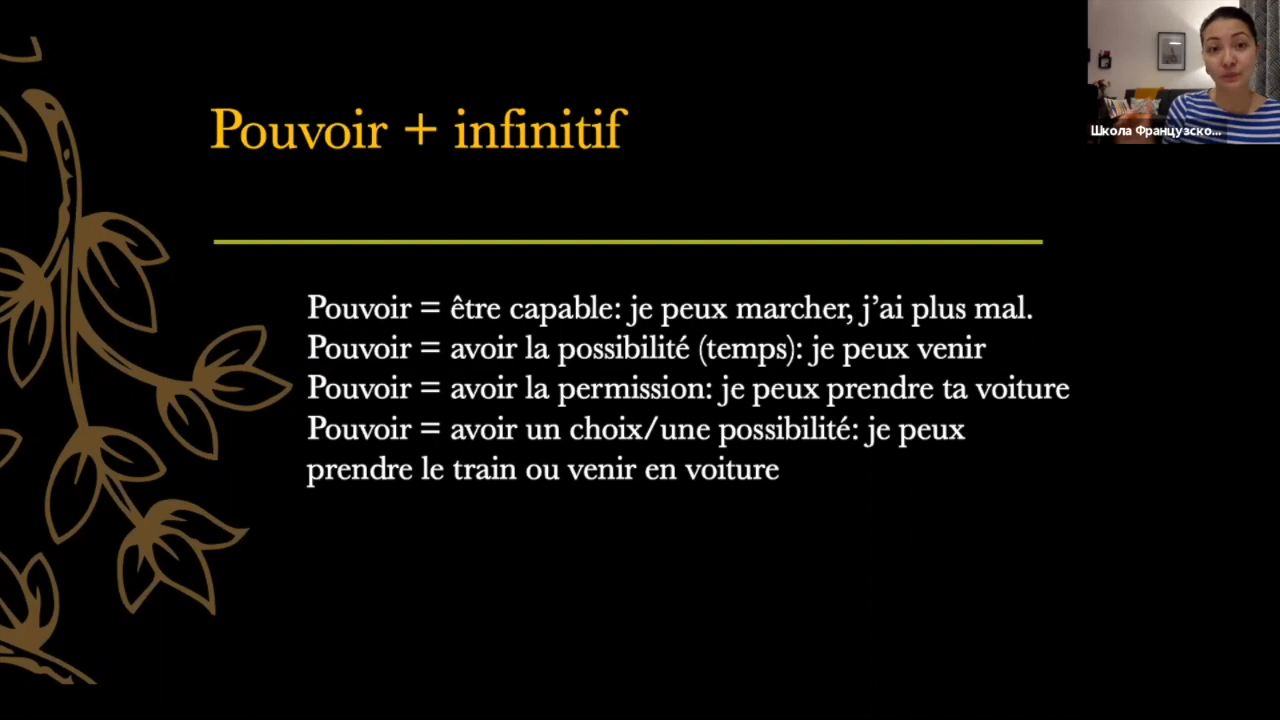 Pouvoir + infinitif
Школа Французско...
Pouvoir = être capable: je peux marcher, j’ai plus mal.
Pouvoir = avoir la possibilité (temps): je peux venir
Pouvoir = avoir la permission: je peux prendre ta voiture
Pouvoir = avoir un choix/une possibilité: je peux
prendre le train ou venir en voiture